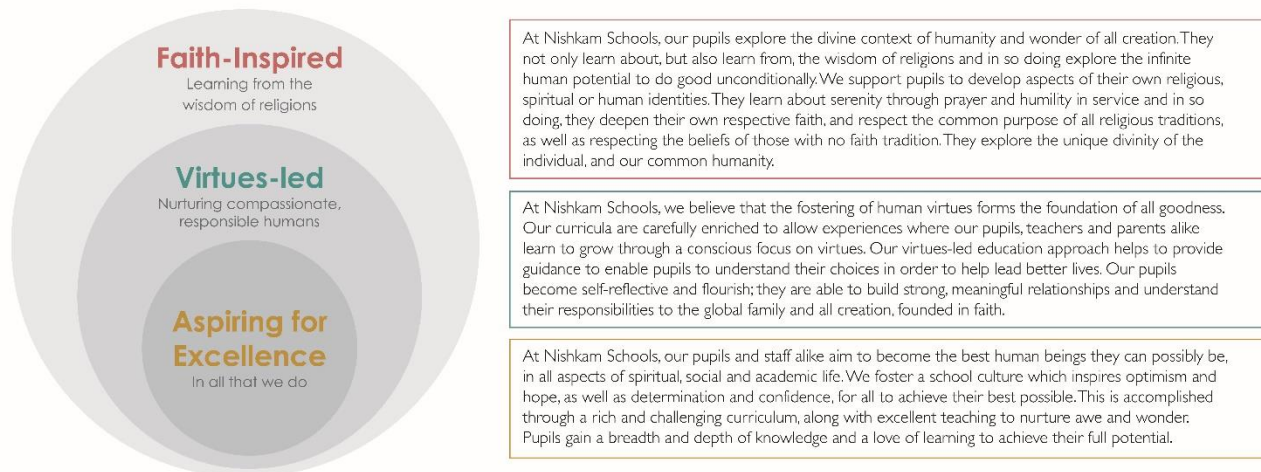 Faith-Inspired
Learning from the
wisdom of religions
Virtues-led
Nurturing compassionate,
responsible humans
Aspiring for
Excellence
In all that we do
At Nishkam Schools, our pupils explore the divine context of humanity and wonder of all creation. They
not only learn about, but also learn from, the wisdom of religions and in so doing explore the infinite
human potential to do good unconditionally. We support pupils to develop aspects of their own religious,
spiritual or human identities. They learn about serenity through prayer and humility in service and in so
doing, they deepen their own respective faith, and respect the common purpose of all religious traditions,
as well as respecting the beliefs of those with no faith tradition. They explore the unique divinity of the
individual, and our common humanity.
At Nishkam Schools, we believe that the fostering of human virtues forms the foundation of all goodness.
Our curricula are carefully enriched to allow experiences where our pupils, teachers and parents alike
learn to grow through a conscious focus on virtues. Our virtues-led education approach helps to provide
guidance to enable pupils to understand their choices in order to help lead better lives. Our pupils
become self-reflective and flourish; they are able to build strong, meaningful relationships and understand
their responsibilities to the global family and all creation, founded in faith.
At Nishkam Schools, our pupils and staff alike aim to become the best human beings they can possibly be,
in all aspects of spiritual, social and academic life. We foster a school culture which inspires optimism and
hope, as well as determination and confidence, for all to achieve their best possible. This is accomplished
through a rich and challenging curriculum, along with excellent teaching to nurture awe and wonder.
Pupils gain a breadth and depth of knowledge and a love of learning to achieve their full potential.